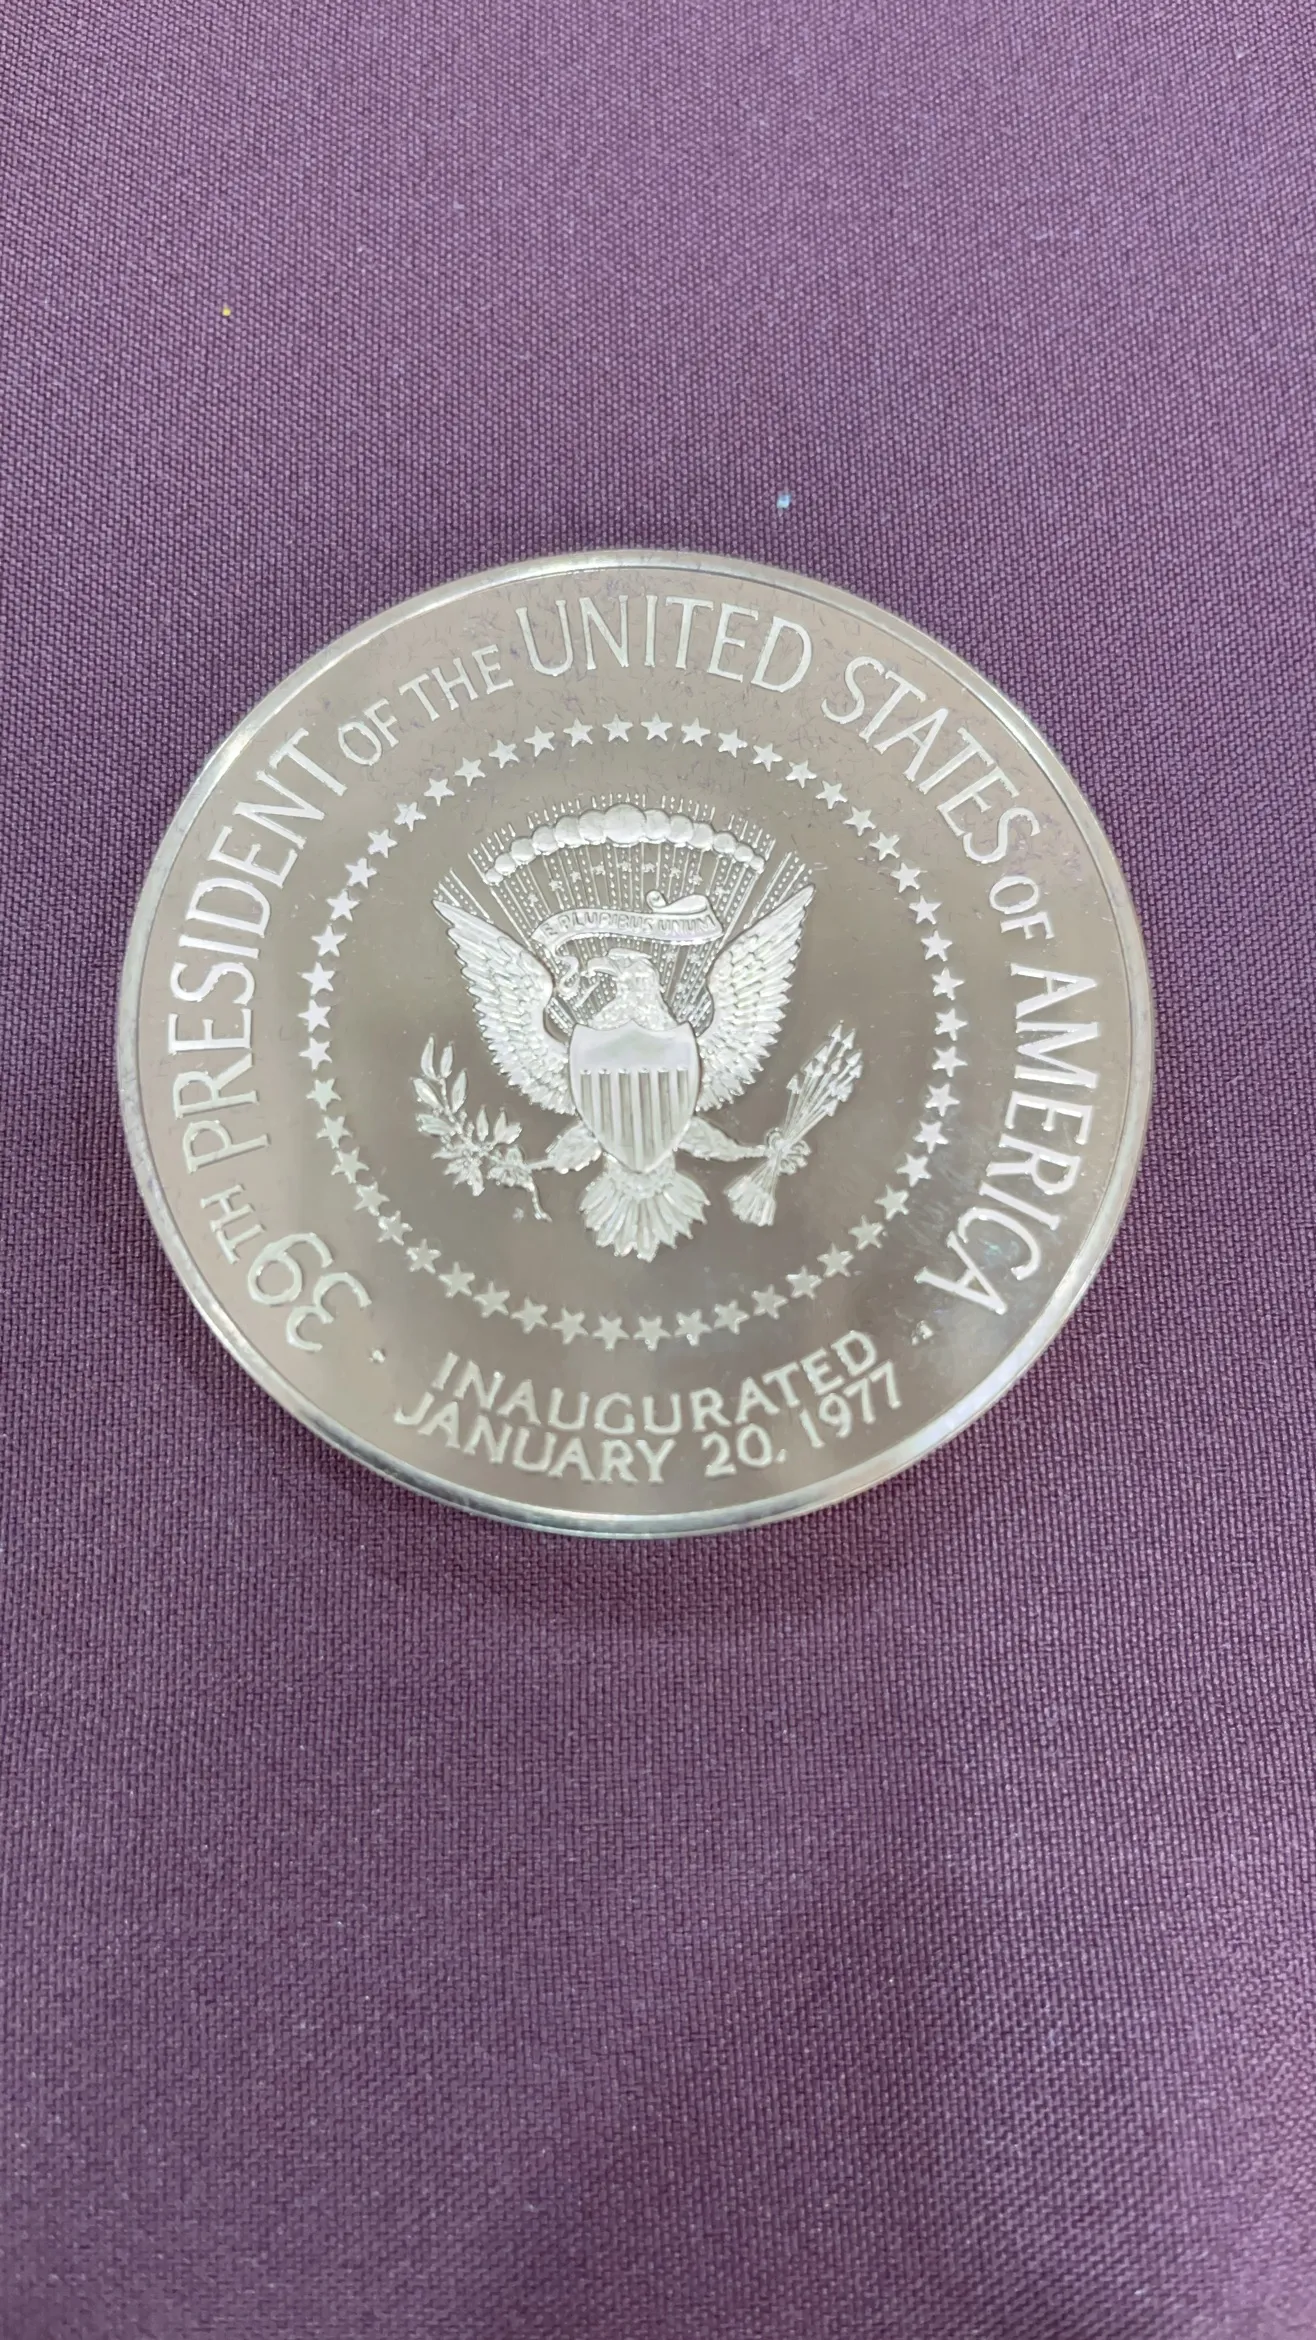 39TH PRESIDENT OF THE UNITED STATES OF AMERICA
E PLURIBUS UNUM
INAUGURATED
JANUARY 20, 1977